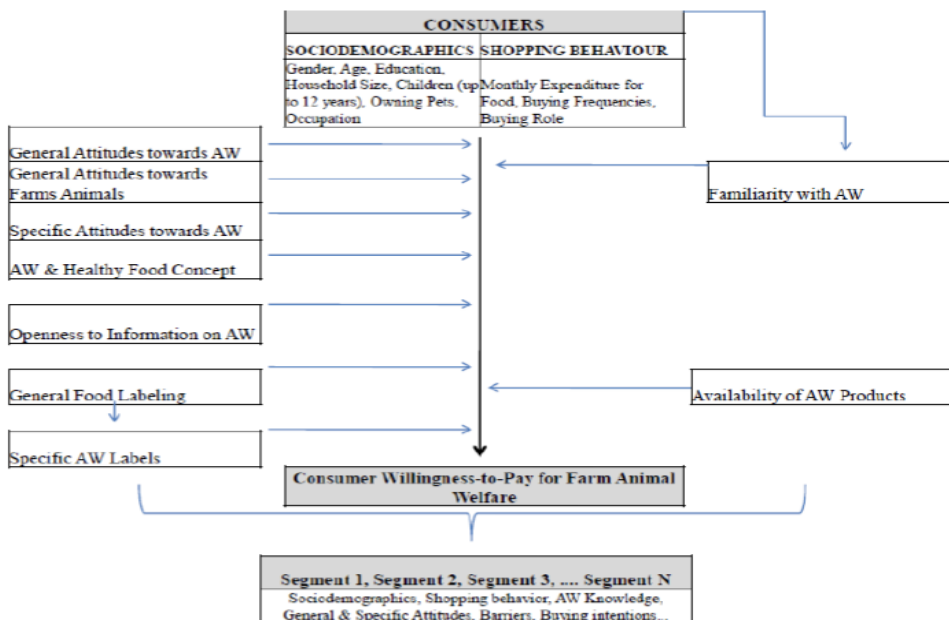 CONSUMERS
SOCIODEMOGRAPHICS
Gender, Age, Education,
Household Size, Children (up
to 12 years), Owning Pets,
Occupation
SHOPPING BEHAVIOUR
Monthly Expenditure for
Food, Buying Frequencies,
Buying Role
General Attitudes towards AW
General Attitudes towards
Farms Animals
Specific Attitudes towards AW
AW & Healthy Food Concept
Openness to Information on AW
General Food Labeling
Specific AW Labels
Familiarity with AW
Availability of AW Products
Consumer Willingness-to-Pay for Farm Animal
Welfare
Segment 1, Segment 2, Segment 3, .... Segment N
Sociodemographics, Shopping behavior, AW Knowledge,
General & Specific Attitudes, Barriers, Buying intentions...